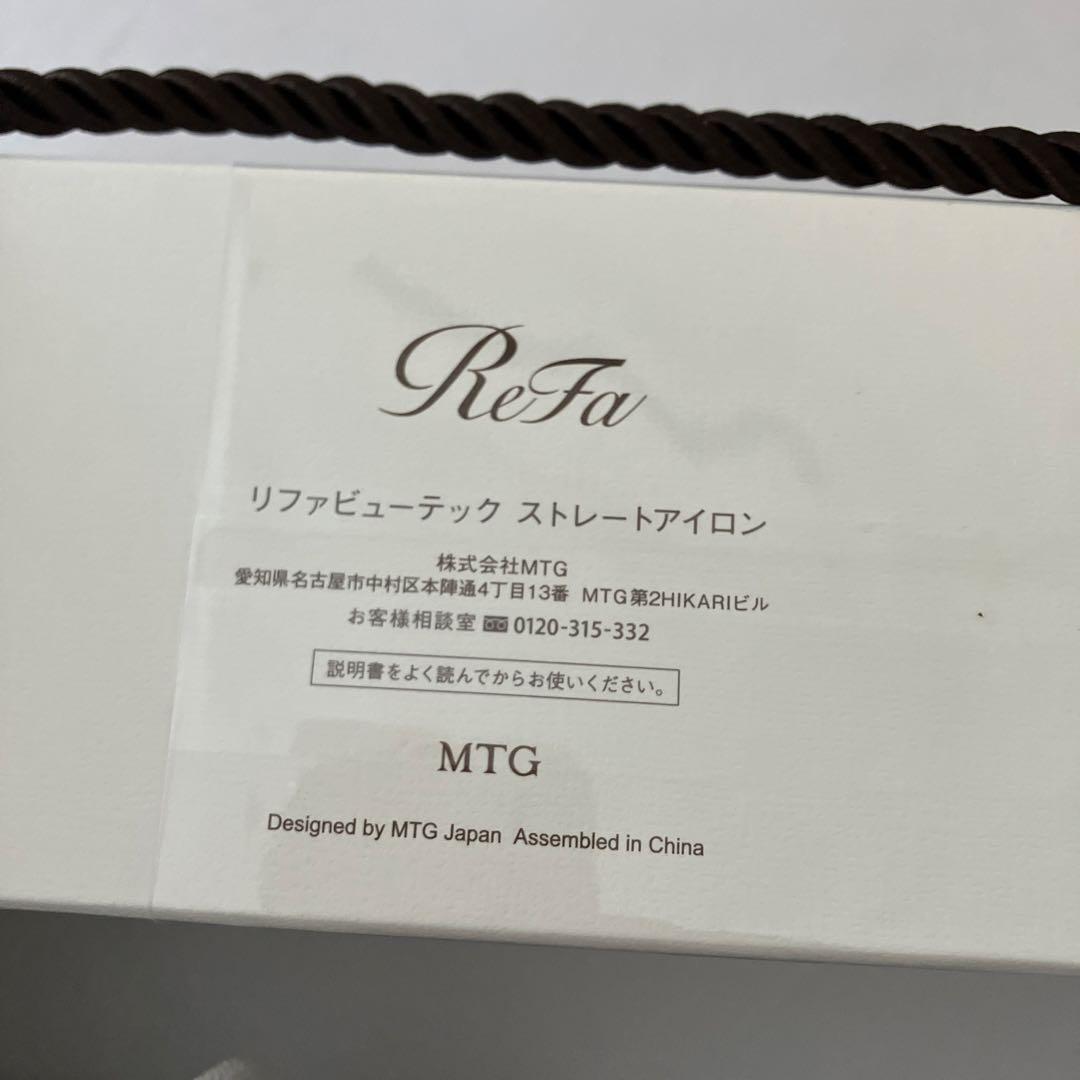 ReFa
リファビューテック ストレートアイロン
株式会社MTG
愛知県名古屋市中村区本陣通4丁目13番 MTG第2HIKARIビル
お客様相談室 0120-315-332
説明書をよく読んでからお使いください。
MTG
Designed by MTG Japan Assembled in China